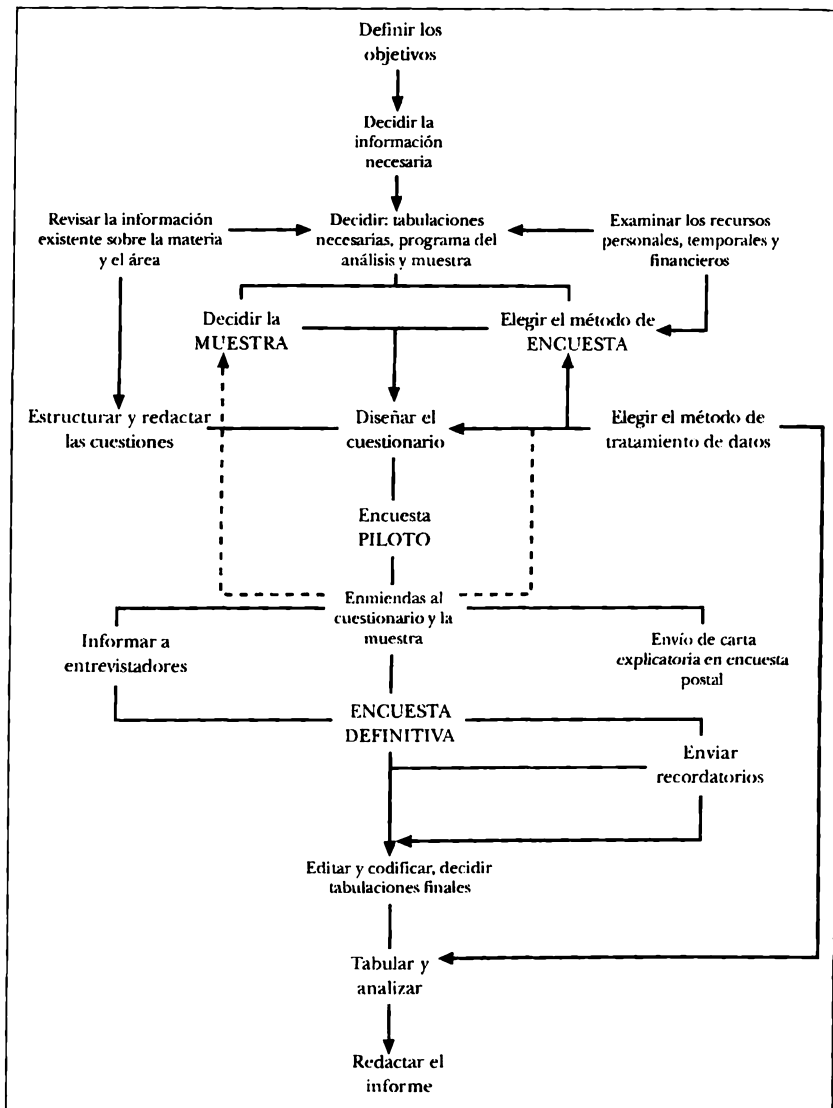 Definir los
objetivos
Decidir la
información
necesaria
Revisar la información
existente sobre la materia
y el área
Decidir: tabulaciones
necesarias, programa del
análisis y muestra
Examinar los recursos
personales, temporales y
financieros
Decidir la
MUESTRA
Elegir el método de
ENCUESTA
Estructurar y redactar
las cuestiones
Diseñar el
cuestionario
Elegir el método de
tratamiento de datos
Encuesta
PILOTO
Enmiendas al
cuestionario y la
muestra
Informar a
entrevistadores
Envío de carta
explicatoria en encuesta
postal
ENCUESTA
DEFINITIVA
Enviar
recordatorios
Editar y codificar, decidir
tabulaciones finales
Tabular y
analizar
Redactar el
informe